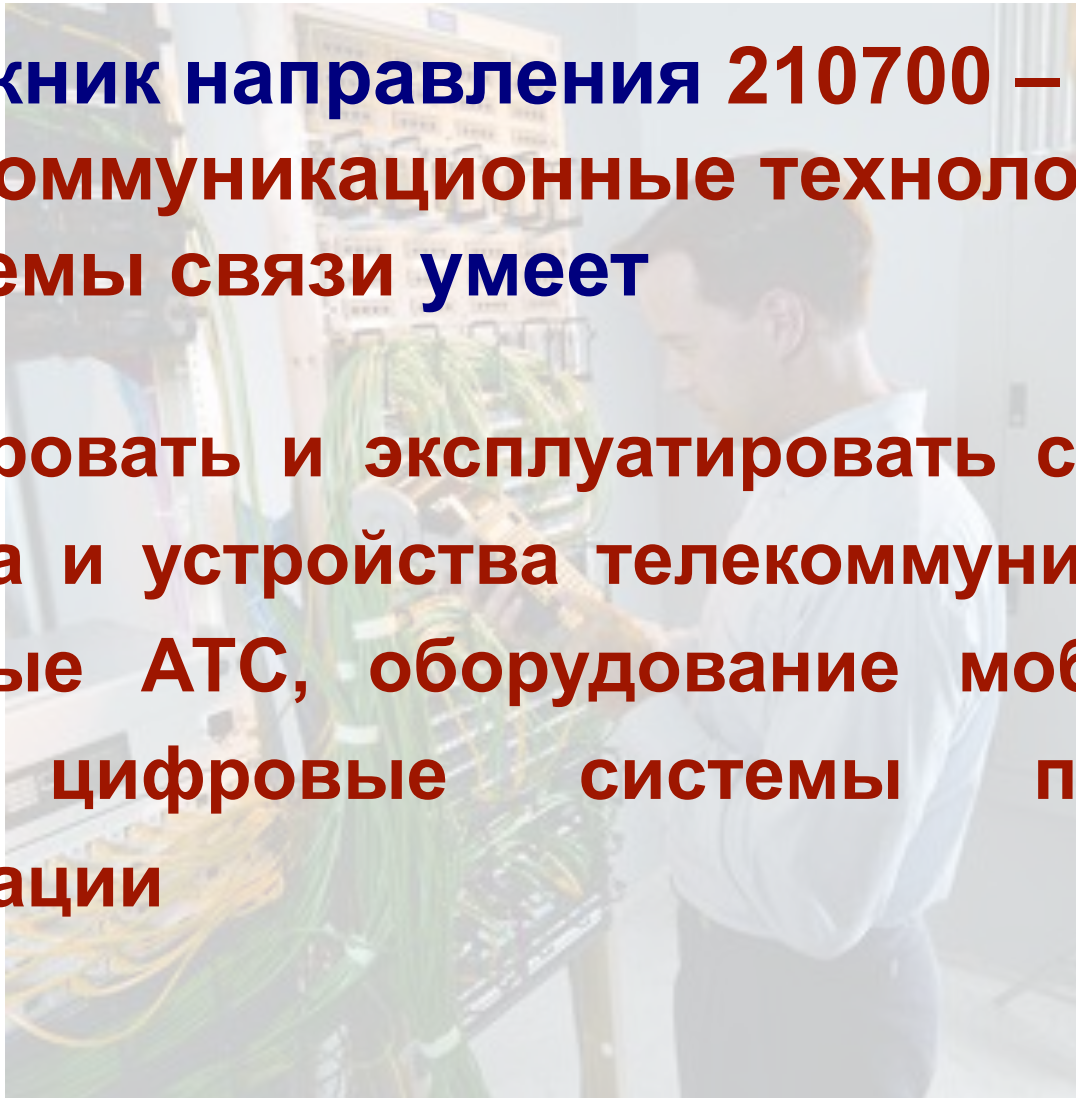 кник направления 210700 –
оммуникационные техноло
емы связи умеет
ровать и эксплуатировать с
а и устройства телекоммуни
ые АТС, оборудование моб
цифровые системы п
ации